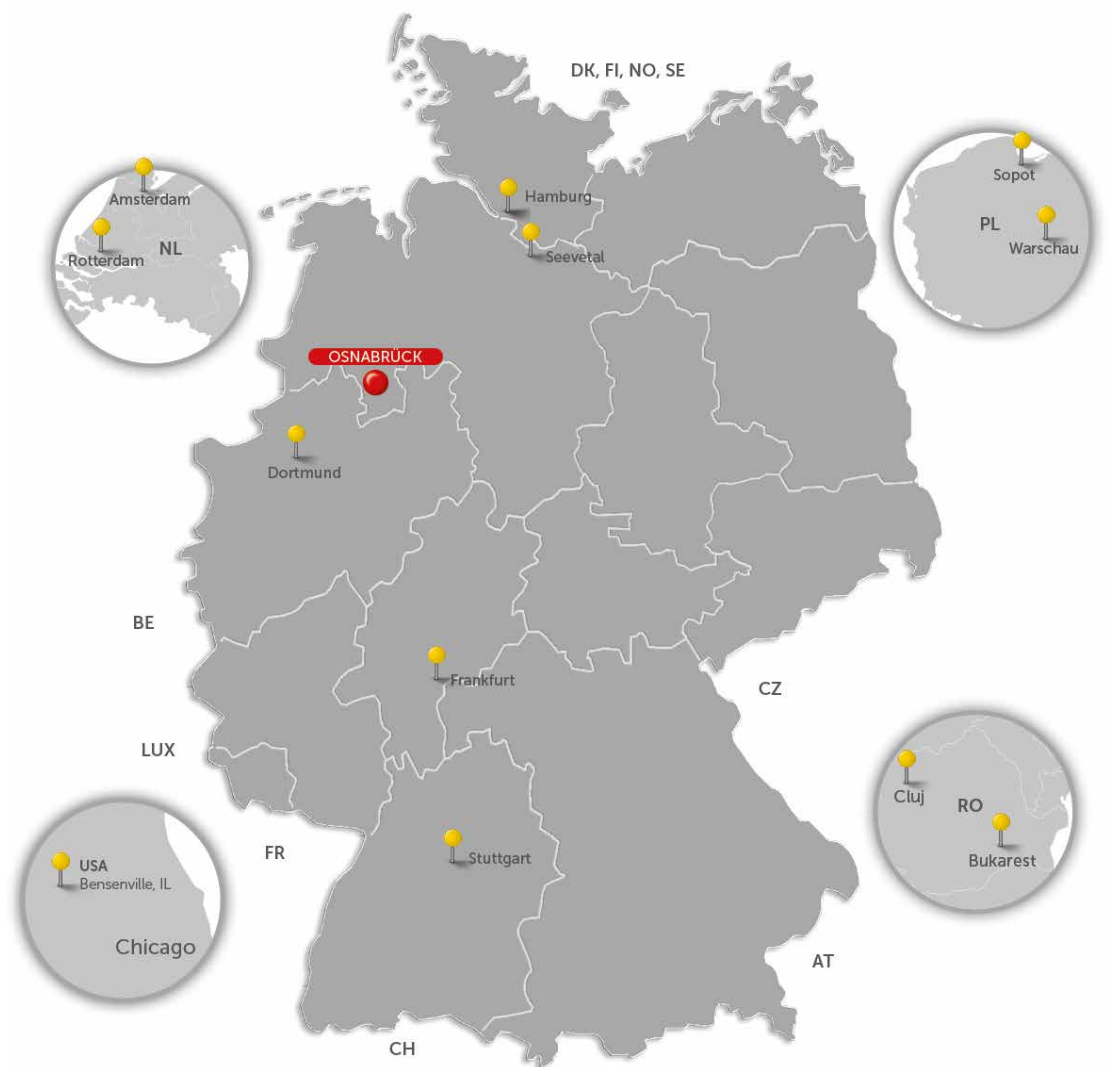 DK, FI, NO, SE
Amsterdam
Rotterdam
NL
Hamburg
Seevetal
Sopot
PL
Warschau
OSNABRÜCK
Dortmund
BE
Frankfurt
CZ
LUX
Cluj
RO
Bukarest
FR
Stuttgart
USA
Bensenville, IL
Chicago
AT
CH